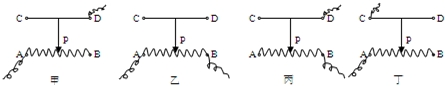 C D C D C D C D
P P P P
A B A B A B A B
甲 乙 丙 丁